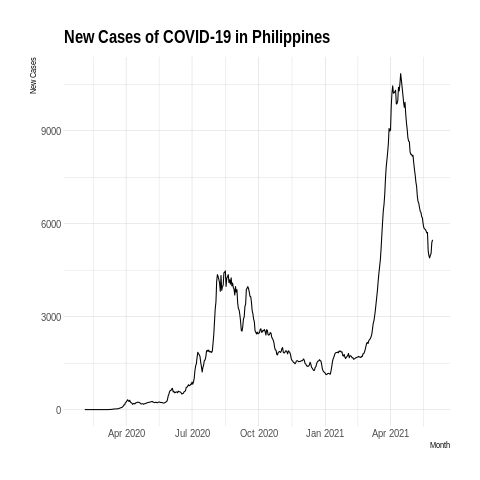 New Cases of COVID-19 in Philippines
New Cases
9000
6000
3000
0
Apr 2020 Jul 2020 Oct 2020 Jan 2021 Apr 2021
Month